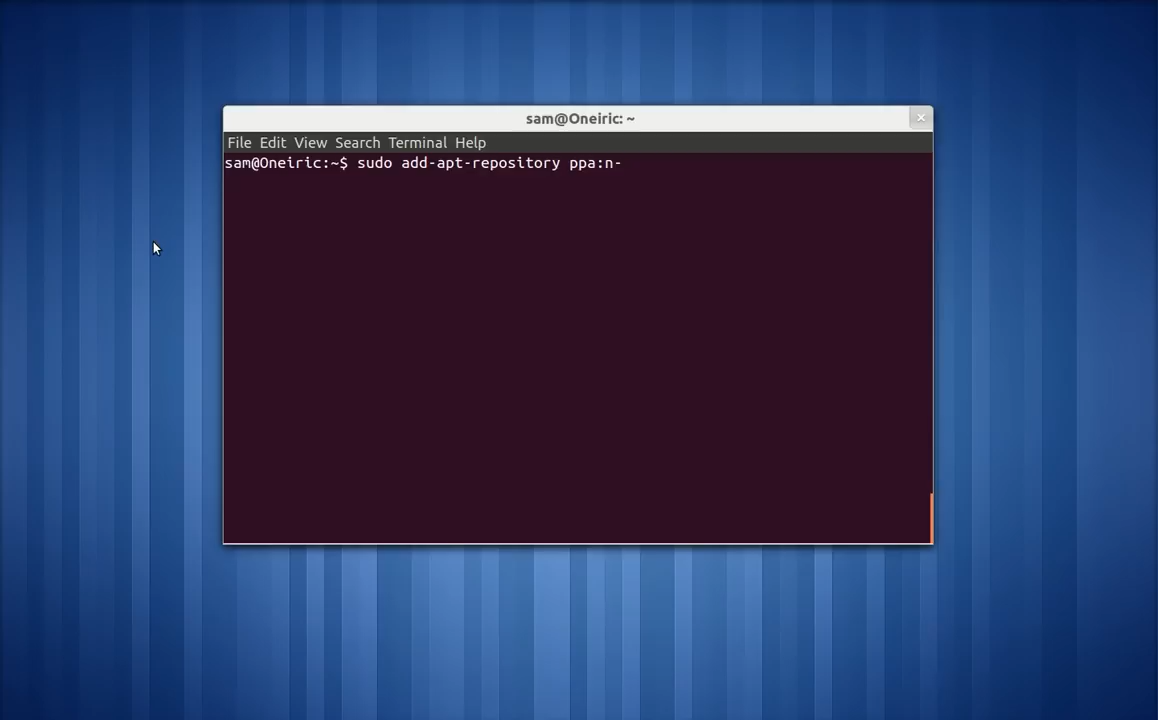 sam@Oneiric: ~
File Edit View Search Terminal Help
sam@Oneiric:~$ sudo add-apt-repository ppa:n-